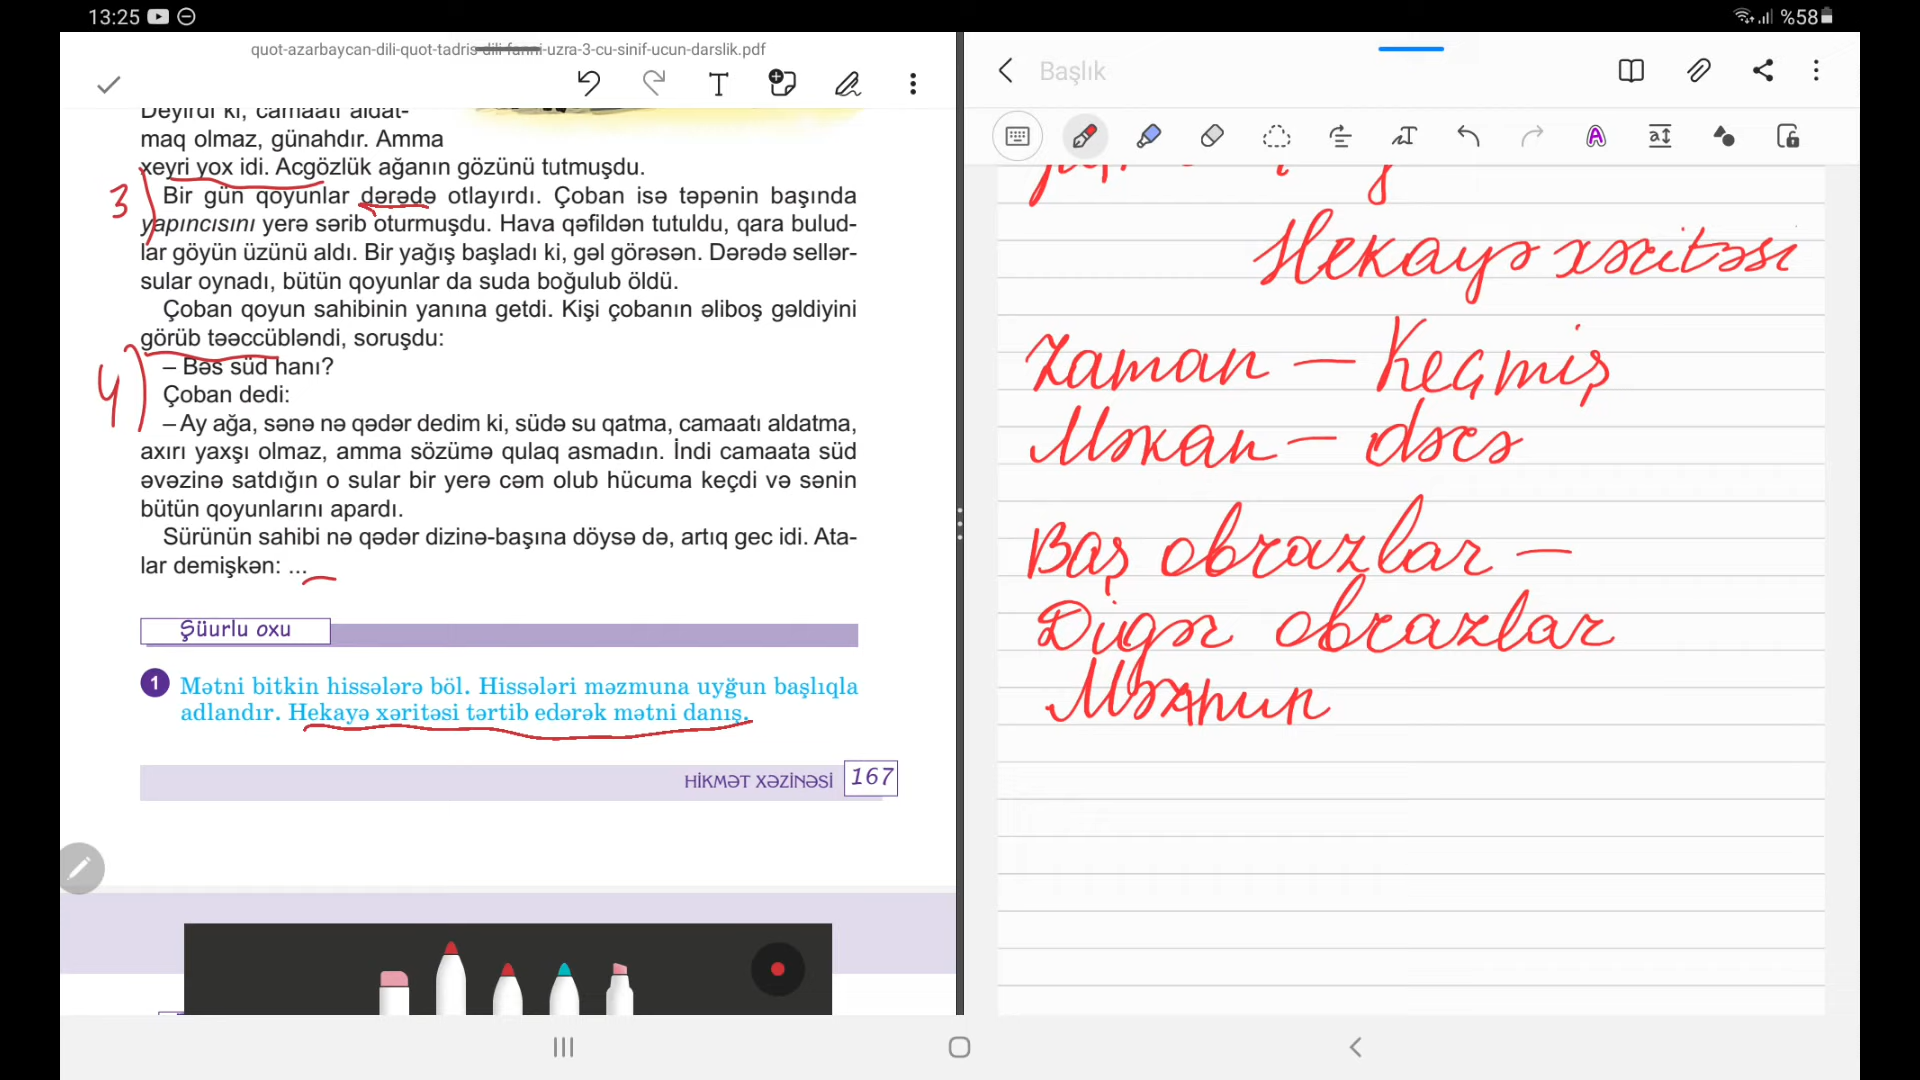 13:25
%58
quot-azarbaycan-dili-quot-tadris-dili-fanni-uzra-3-cu-sinif-ucun-darslik.pdf
Deyirdi ki, camaatı aldat-
maq olmaz, günahdır. Amma
xeyri yox idi. Acgözlük ağanın gözünü tutmuşdu.
3)
Bir gün qoyunlar dərədə otlayırdı. Çoban isə təpənin başında
yapıncısını yerə sərib oturmuşdu. Hava qəfildən tutuldu, qara bulud-
lar göyün üzünü aldı. Bir yağış başladı ki, gəl görəsən. Dərədə sellər-
sular oynadı, bütün qoyunlar da suda boğulub öldü.
Çoban qoyun sahibinin yanına getdi. Kişi çobanın əliboş gəldiyini
görüb təəccübləndi, soruşdu:
4)
– Bəs süd hanı?
Çoban dedi:
– Ay ağa, sənə nə qədər dedim ki, südə su qatma, camaatı aldatma,
axırı yaxşı olmaz, amma sözümə qulaq asmadın. İndi camaata süd
əvəzinə satdığın o sular bir yerə cəm olub hücuma keçdi və sənin
bütün qoyunlarını apardı.
Sürünün sahibi nə qədər dizinə-başına döysə də, artıq gec idi. Ata-
lar demişkən: ...
Şüurlu oxu
1 Mətni bitkin hissələrə böl. Hissələri məzmuna uyğun başlıqla
adlandır. Hekayə xəritəsi tərtib edərək mətni danış.
HİKMƏT XƏZİNƏSİ 167
Başlık
Hekayə xəritəsi
Zaman – Keçmiş
Məkan – dərə
Baş obrazlar –
Digər obrazlar